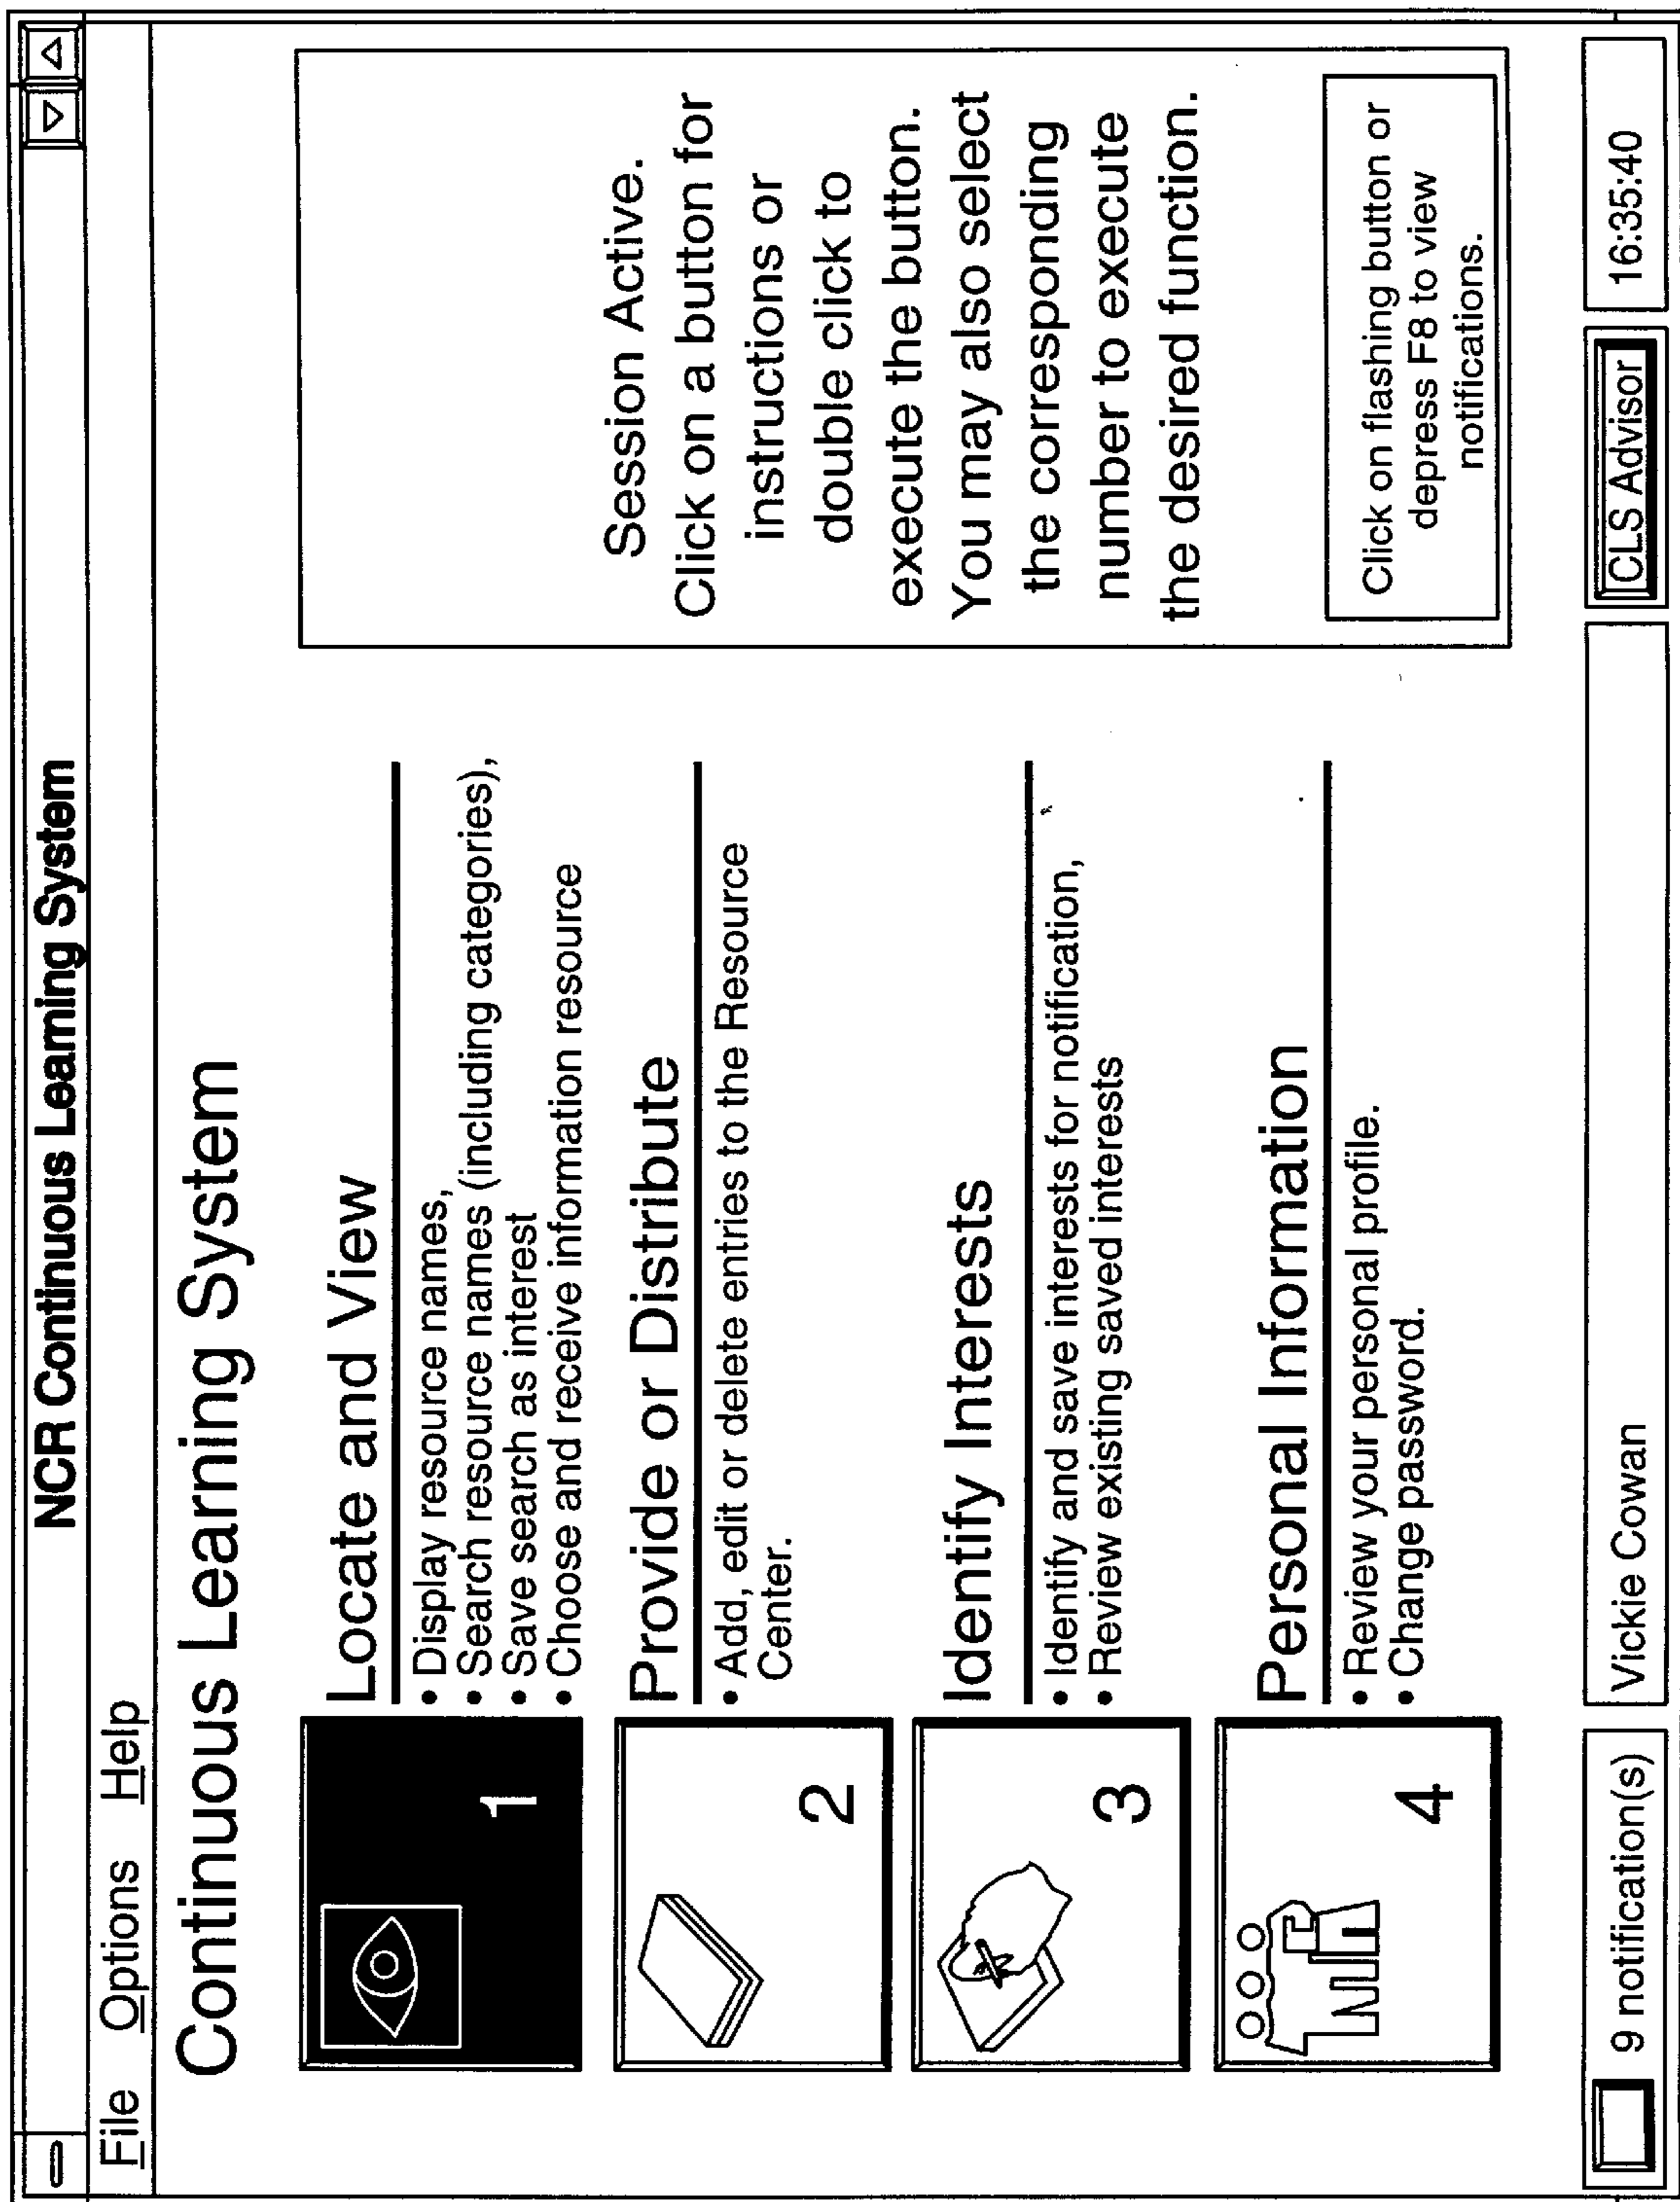 NCR Continuous Learning System
File Options Help
Continuous Learning System
1
Locate and View
• Display resource names,
• Search resource names (including categories),
• Save search as interest
• Choose and receive information resource
2
Provide or Distribute
• Add, edit or delete entries to the Resource
Center.
3
Identify Interests
• Identify and save interests for notification,
• Review existing saved interests
4
Personal Information
• Review your personal profile.
• Change password.
Session Active.
Click on a button for
instructions or
double click to
execute the button.
You may also select
the corresponding
number to execute
the desired function.
Click on flashing button or
depress F8 to view
notifications.
9 notification(s)
Vickie Cowan
CLS Advisor
16:35:40